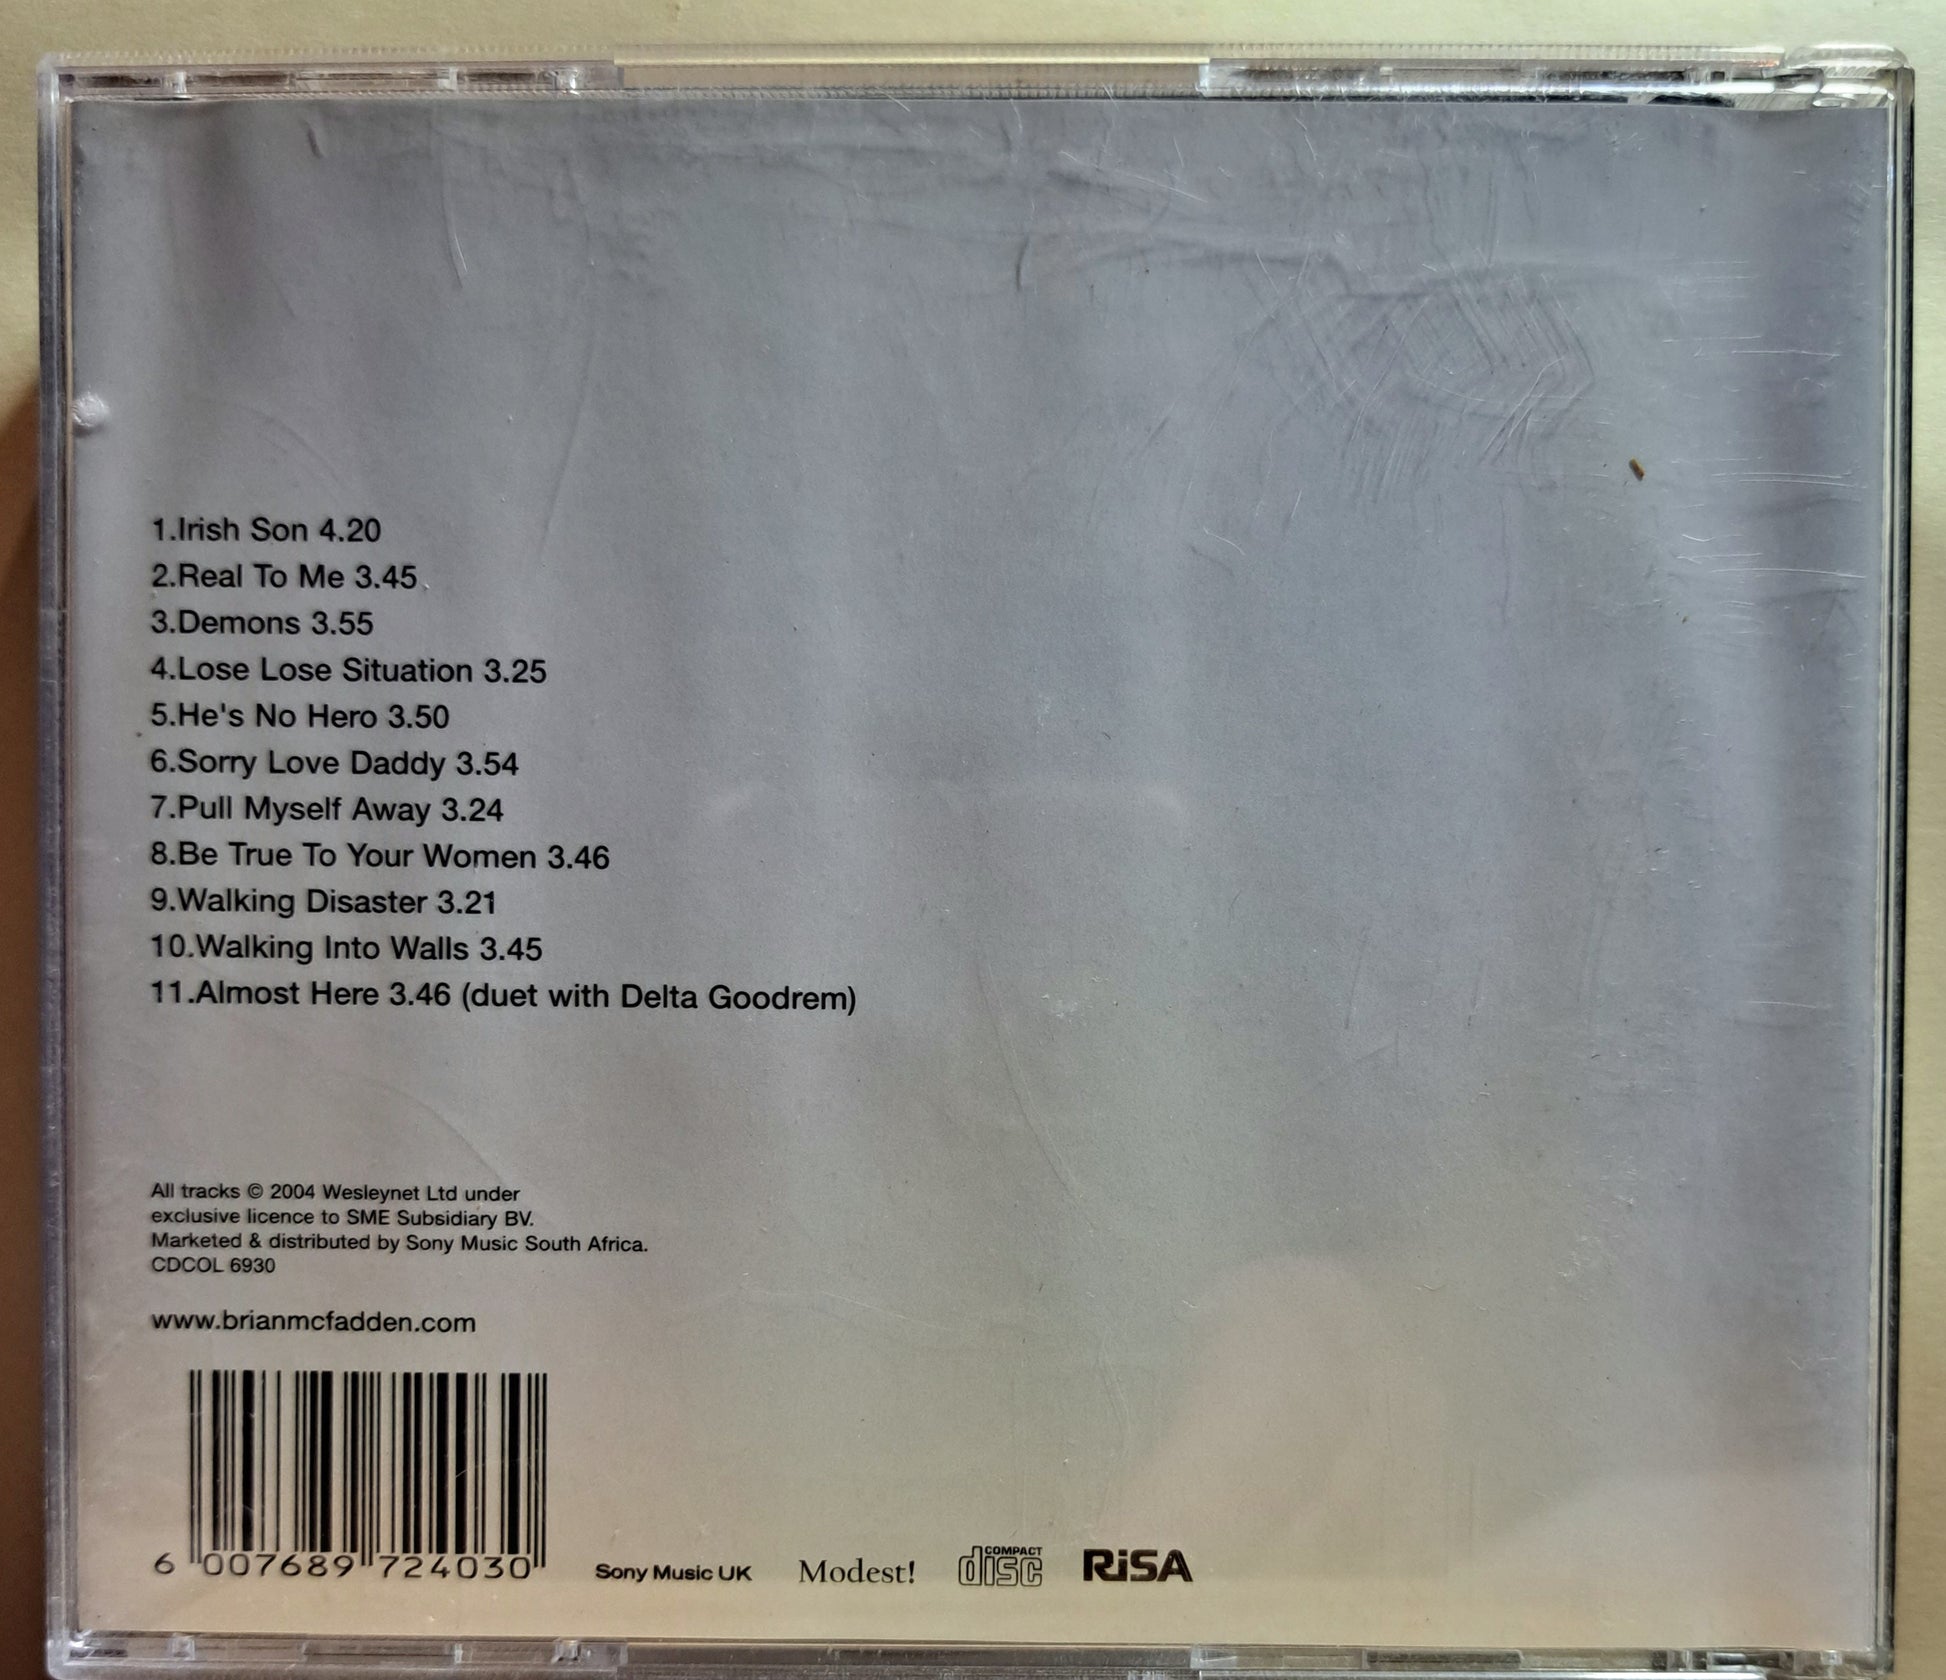 1.Irish Son 4.20
2.Real To Me 3.45
3.Demons 3.55
4.Lose Lose Situation 3.25
5.He's No Hero 3.50
6.Sorry Love Daddy 3.54
7.Pull Myself Away 3.24
8.Be True To Your Women 3.46
9.Walking Disaster 3.21
10.Walking Into Walls 3.45
11.Almost Here 3.46 (duet with Delta Goodrem)
All tracks © 2004 Wesleynet Ltd under
exclusive licence to SME Subsidiary BV.
Marketed & distributed by Sony Music South Africa.
CDCOL 6930
www.brianmcfadden.com
6 007689 724030
Sony Music UK Modest! COMPACT disc RiSA